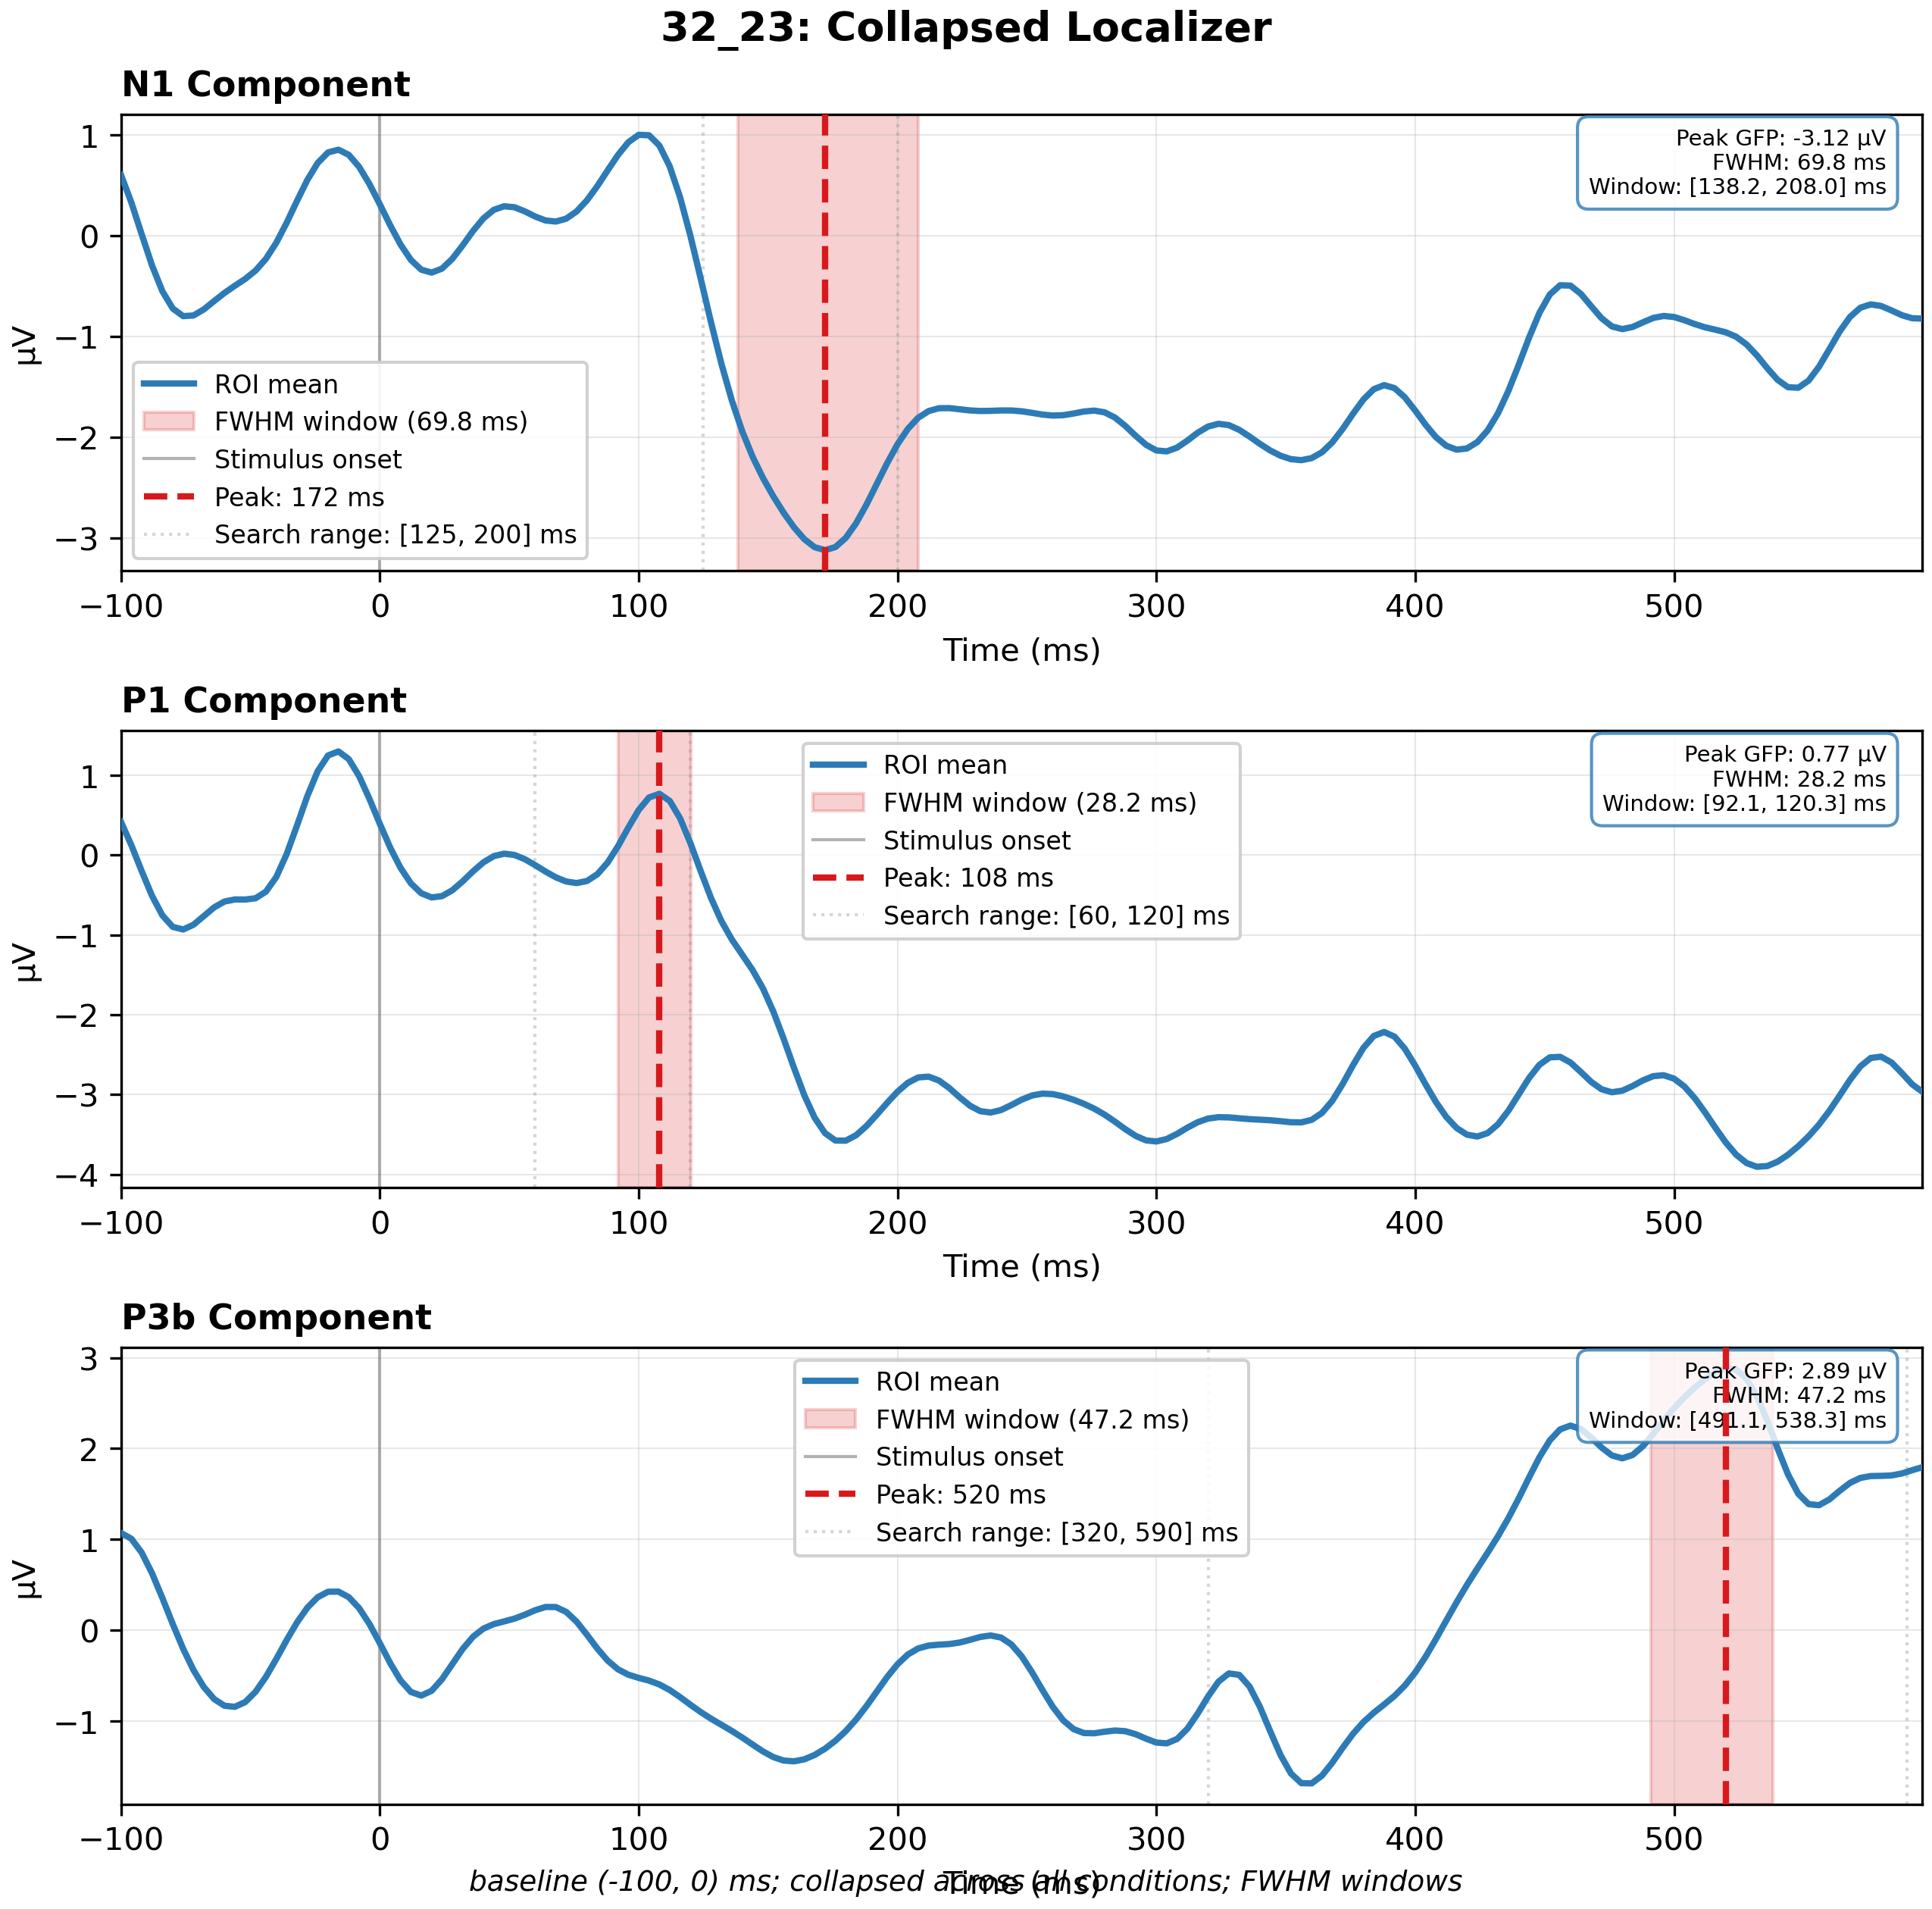 32_23: Collapsed Localizer
N1 Component
1
0
−1
−2
−3
µV
Peak GFP: -3.12 µV
FWHM: 69.8 ms
Window: [138.2, 208.0] ms
ROI mean
FWHM window (69.8 ms)
Stimulus onset
Peak: 172 ms
Search range: [125, 200] ms
−100 0 100 200 300 400 500
Time (ms)
P1 Component
1
0
−1
−2
−3
−4
µV
ROI mean
FWHM window (28.2 ms)
Stimulus onset
Peak: 108 ms
Search range: [60, 120] ms
Peak GFP: 0.77 µV
FWHM: 28.2 ms
Window: [92.1, 120.3] ms
−100 0 100 200 300 400 500
Time (ms)
P3b Component
3
2
1
0
−1
µV
ROI mean
FWHM window (47.2 ms)
Stimulus onset
Peak: 520 ms
Search range: [320, 590] ms
Peak GFP: 2.89 µV
FWHM: 47.2 ms
Window: [491.1, 538.3] ms
−100 0 100 200 300 400 500
Time (ms)
baseline (-100, 0) ms; collapsed across all conditions; FWHM windows